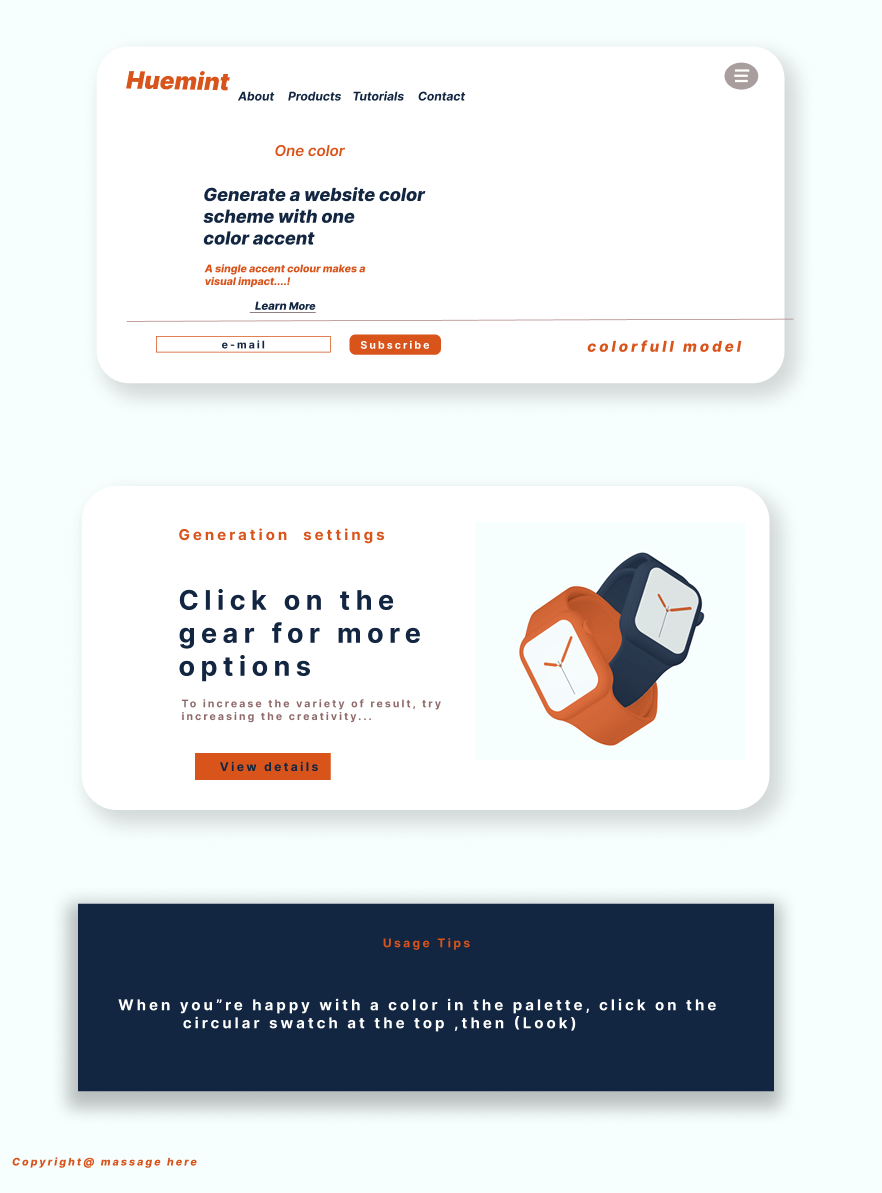 Huemint
About Products Tutorials Contact
One color
Generate a website color
scheme with one
color accent
A single accent colour makes a
visual impact....!
Learn More
e-mail Subscribe colorfull model
Generation settings
Click on the
gear for more
options
To increase the variety of result, try
increasing the creativity...
View details
Usage Tips
When you”re happy with a color in the palette, click on the
circular swatch at the top ,then (Look)
Copyright@ massage here